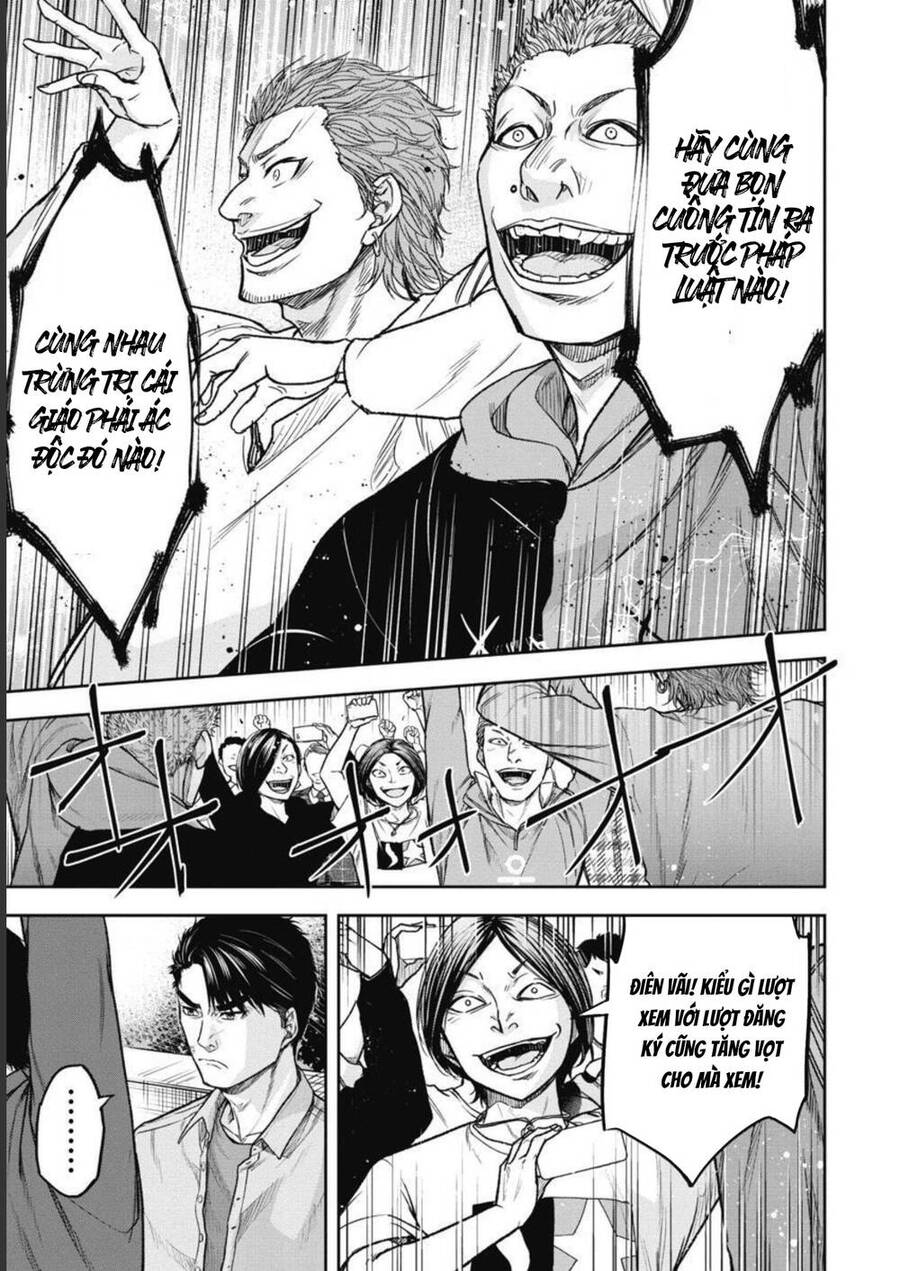 HÃY CÙNG
ĐƯA BỌN
CUỒNG TÍN RA
TRƯỚC PHÁP
LUẬT NÀO!
CÙNG NHAU
TRỪNG TRỊ CÁI
GIÁO PHÁI ÁC
ĐỘC ĐÓ NÀO!
オオオオオ
ĐIÊN VÃI! KIỂU GÌ LƯỢT
XEM VỚI LƯỢT ĐĂNG
KÝ CŨNG TĂNG VỌT
CHO MÀ XEM!
.......